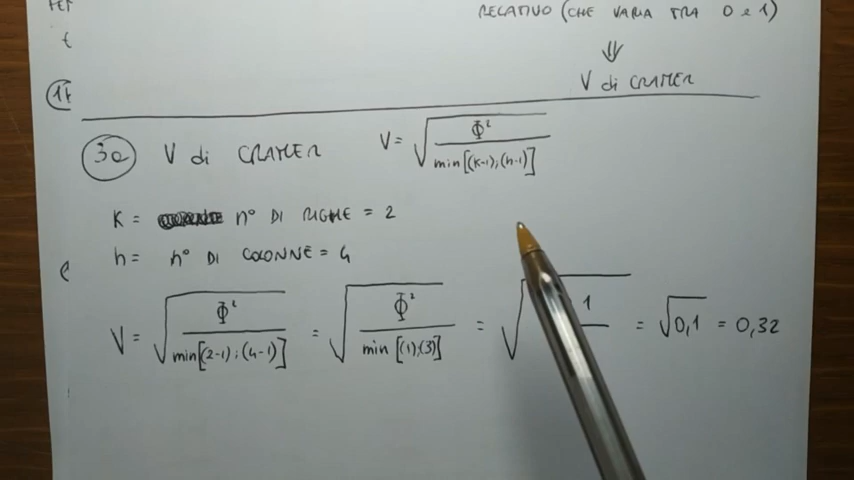 RELATIVO (CHE VARIA TRA 0 e 1)
⇓
V di CRAMER
3a V di CRAMER V = √(Φ² / min[(K-1);(h-1)])
K = n° DI RIGHE = 2
h = n° DI COLONNE = 4
V = √(Φ² / min[(2-1);(4-1)]) = √(Φ² / min[(1);(3)]) = √( 1 ) = √0,1 = 0,32